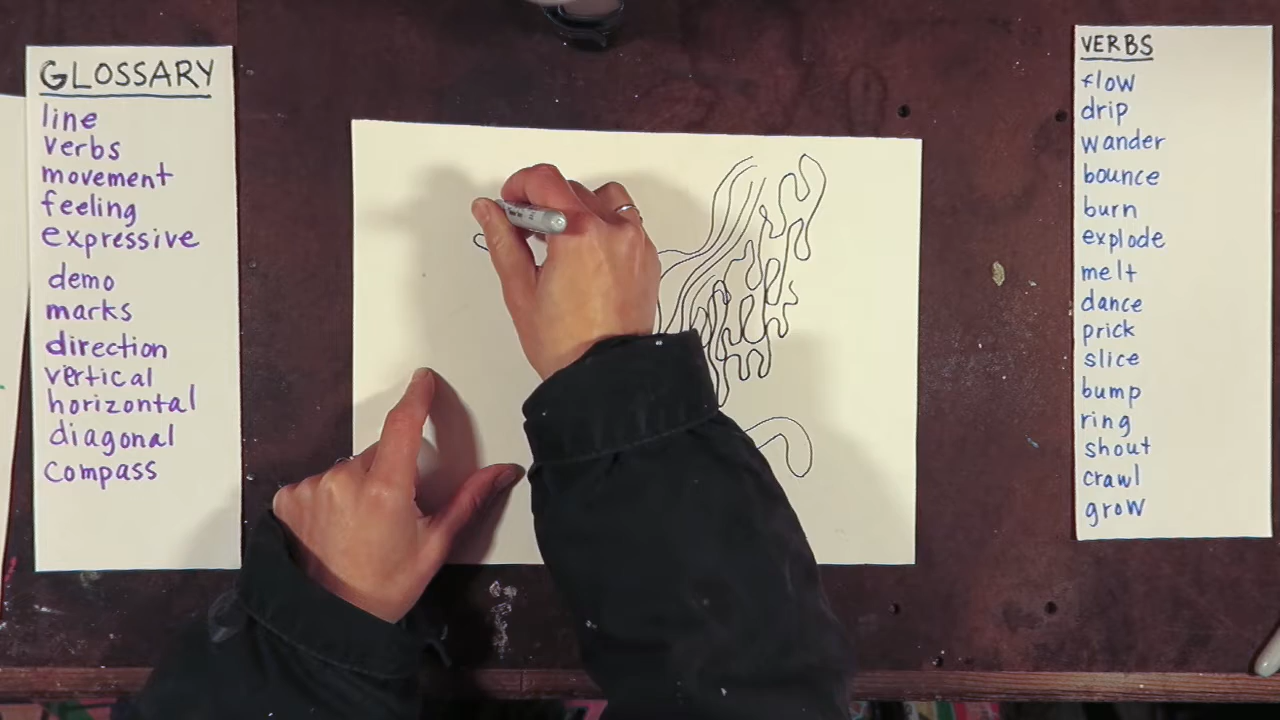 GLOSSARY
line
verbs
movement
feeling
expressive
demo
marks
direction
vertical
horizontal
diagonal
compass
VERBS
flow
drip
wander
bounce
burn
explode
melt
dance
prick
slice
bump
ring
shout
crawl
grow